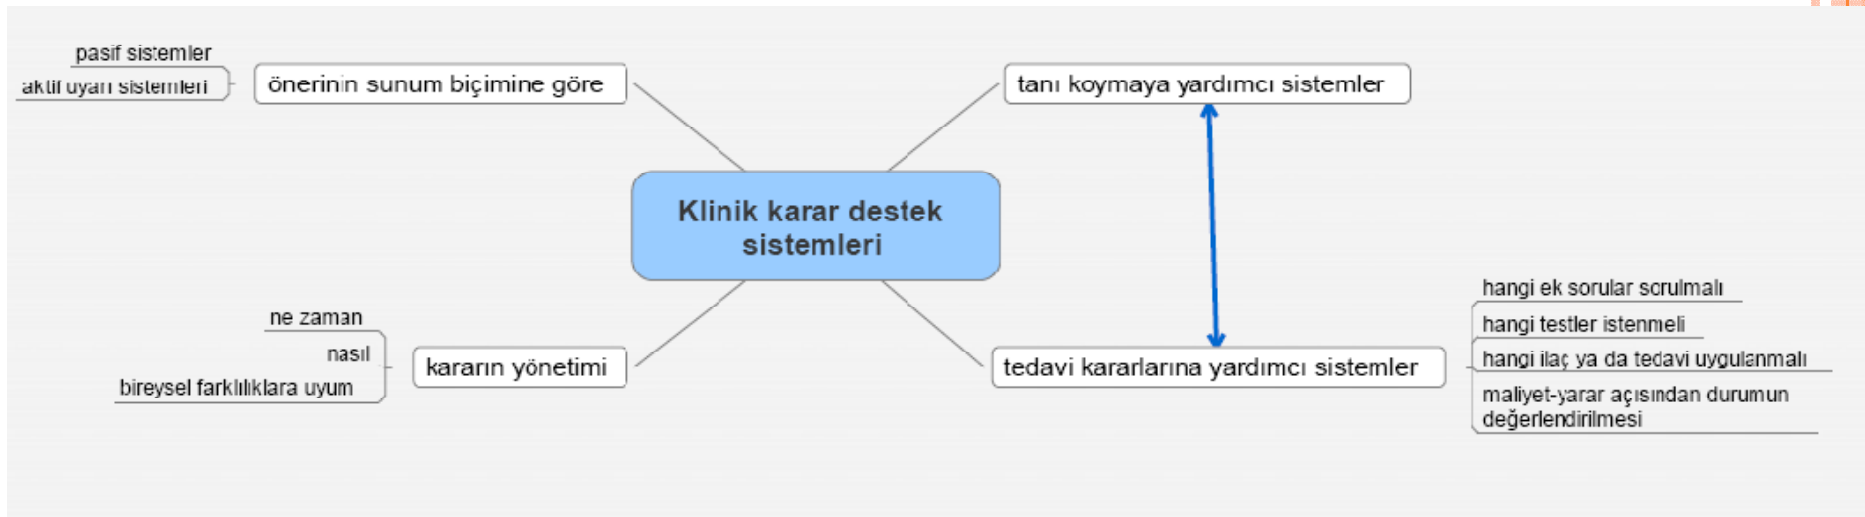 pasif sistemler
aktif uyarı sistemleri
önerinin sunum biçimine göre
tanı koymaya yardımcı sistemler
Klinik karar destek
sistemleri
ne zaman
nasıl
bireysel farklılıklara uyum
kararın yönetimi
tedavi kararlarına yardımcı sistemler
hangi ek sorular sorulmalı
hangi testler istenmeli
hangi ilaç ya da tedavi uygulanmalı
maliyet-yarar açısından durumun
değerlendirilmesi